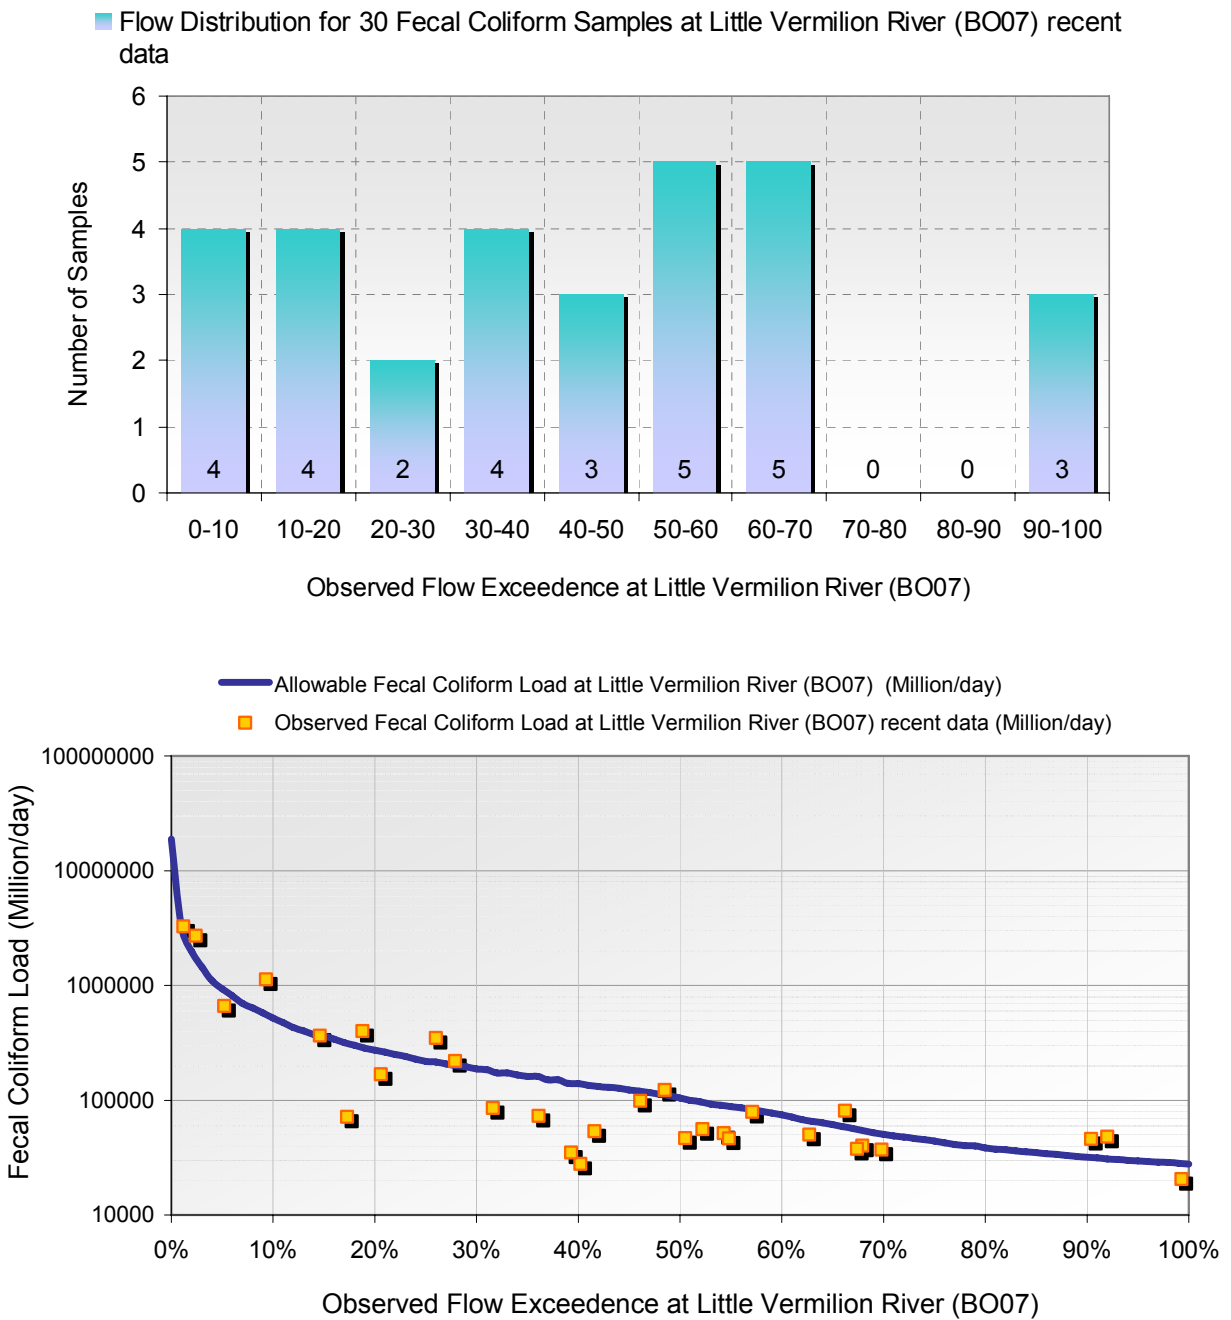 Flow Distribution for 30 Fecal Coliform Samples at Little Vermilion River (BO07) recent
data
6
5
4
3
2
1
0
Number of Samples
4 4 2 4 3 5 5 0 0 3
0-10 10-20 20-30 30-40 40-50 50-60 60-70 70-80 80-90 90-100
Observed Flow Exceedence at Little Vermilion River (BO07)
Allowable Fecal Coliform Load at Little Vermilion River (BO07) (Million/day)
Observed Fecal Coliform Load at Little Vermilion River (BO07) recent data (Million/day)
100000000
10000000
1000000
100000
10000
Fecal Coliform Load (Million/day)
0% 10% 20% 30% 40% 50% 60% 70% 80% 90% 100%
Observed Flow Exceedence at Little Vermilion River (BO07)